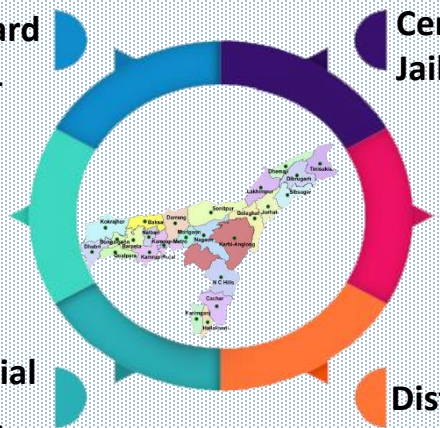 ard
Cen
Jail
ial
Dist
Dhemaji
Tinsukia
Dibrugarh
Lakhimpur
Sibsagar
Sonitpur
Jorhat
Golaghat
Kokrajhar
Baksa
Darrang
Morigaon
Nagaon
Nalbari
Bongaigaon
Barpeta
Kamrup Metro
Karbi-Anglong
Dhubri
Goalpara
Kamrup Rural
N C Hills
Cachar
Karimganj
Hailakandi